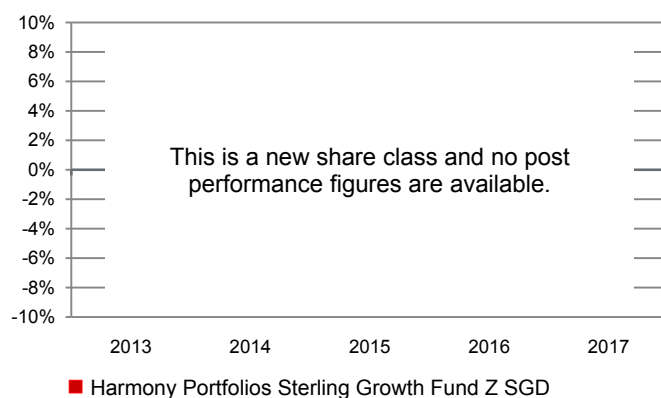 10%
8%
6%
4%
2%
0%
-2%
-4%
-6%
-8%
-10%
This is a new share class and no post
performance figures are available.
2013 2014 2015 2016 2017
Harmony Portfolios Sterling Growth Fund Z SGD